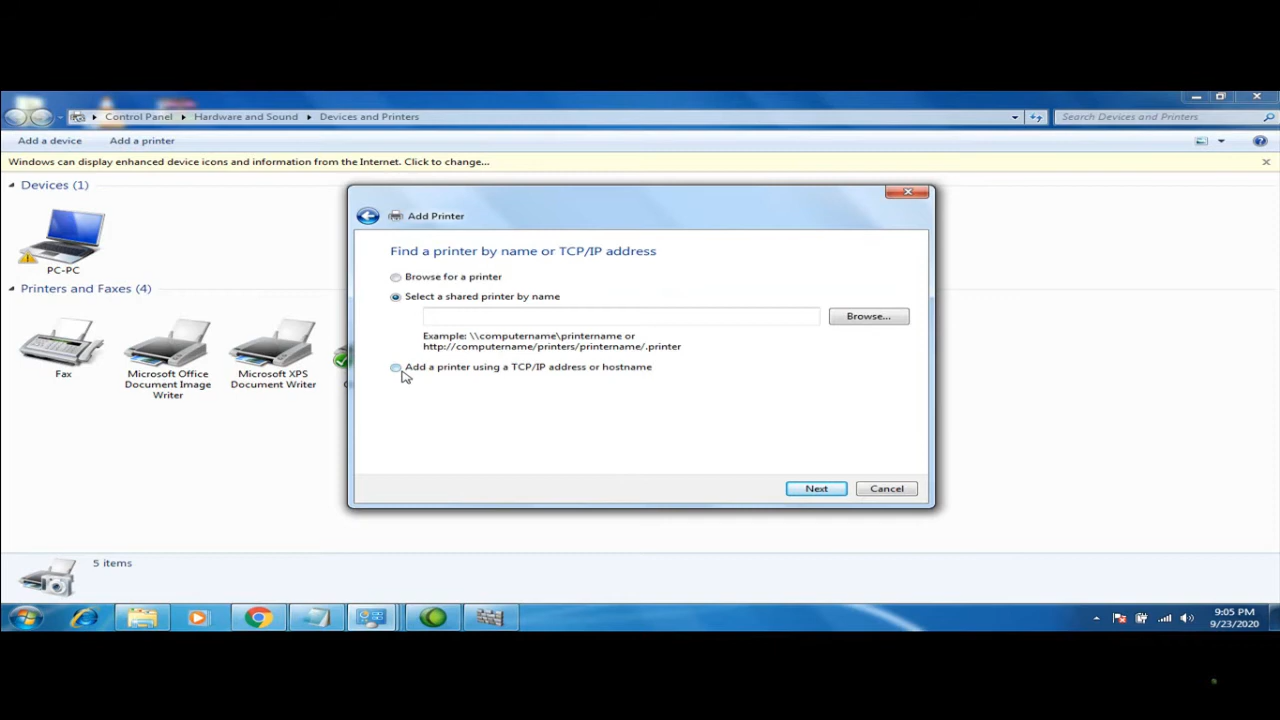 Control Panel Hardware and Sound Devices and Printers
Search Devices and Printers
Add a device Add a printer
Windows can display enhanced device icons and information from the Internet. Click to change...
Devices (1)
PC-PC
Printers and Faxes (4)
Fax
Microsoft Office
Document Image
Writer
Microsoft XPS
Document Writer
Add Printer
Find a printer by name or TCP/IP address
Browse for a printer
Select a shared printer by name
Browse...
Example: \\computername\printername or
http://computername/printers/printername/.printer
Add a printer using a TCP/IP address or hostname
Next Cancel
5 items
9:05 PM
9/23/2020